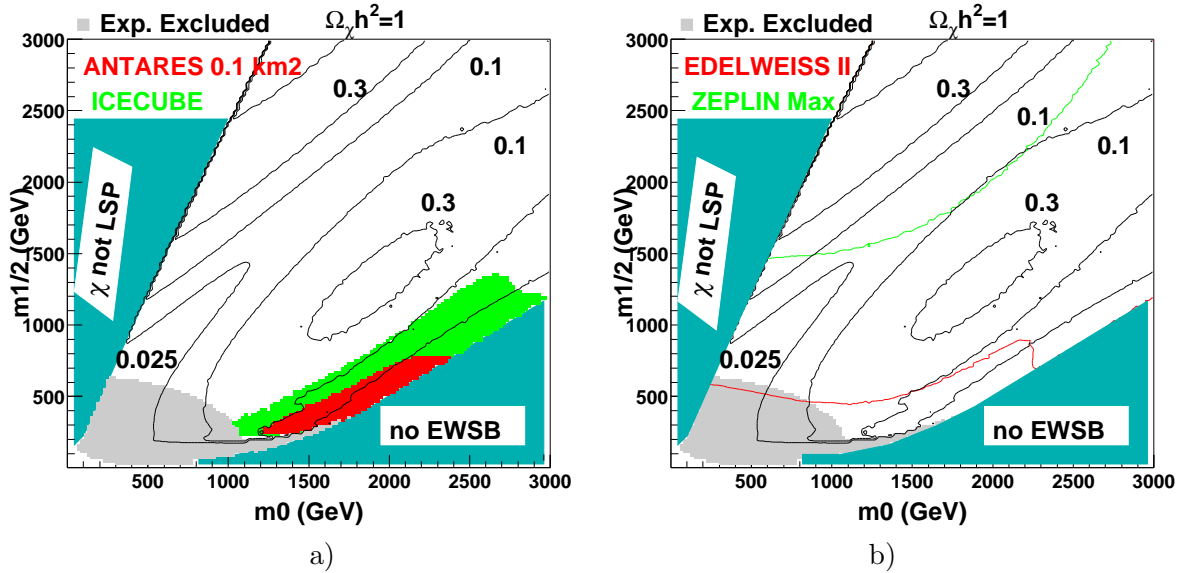 Exp. Excluded
Ωχh²=1
ANTARES 0.1 km2
ICECUBE
m1/2 (GeV)
3000
2500
2000
1500
1000
500
χ not LSP
0.3
0.1
0.1
0.3
0.025
no EWSB
500 1000 1500 2000 2500 3000
m0 (GeV)
a)
Exp. Excluded
Ωχh²=1
EDELWEISS II
ZEPLIN Max
m1/2 (GeV)
3000
2500
2000
1500
1000
500
χ not LSP
0.3
0.1
0.1
0.3
0.025
no EWSB
500 1000 1500 2000 2500 3000
m0 (GeV)
b)